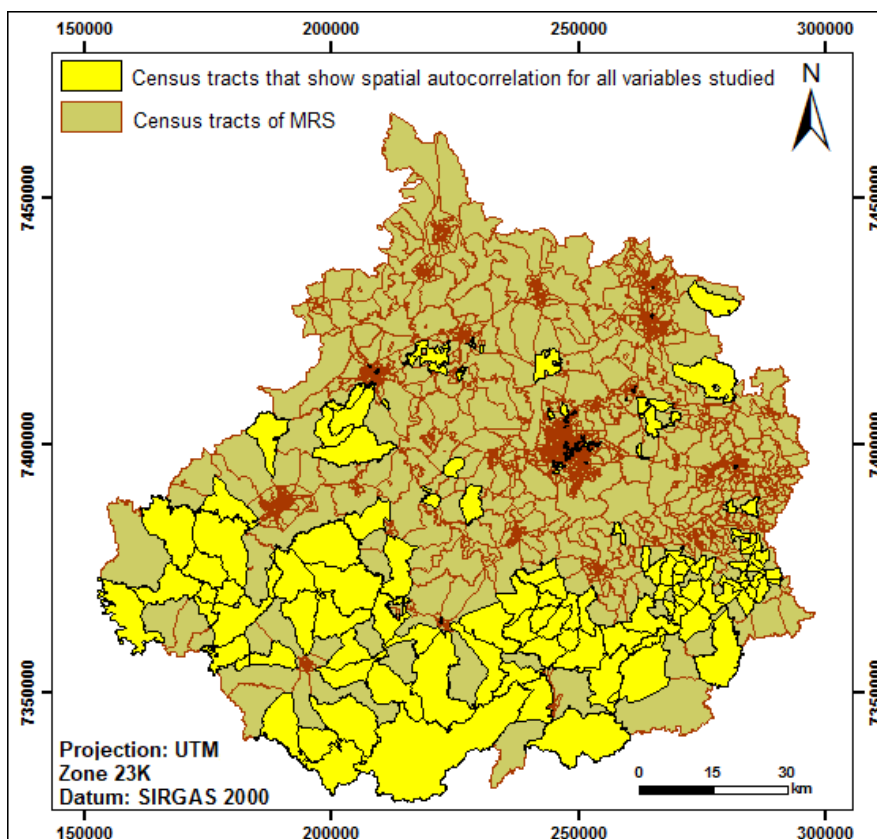 150000 200000 250000 300000
Census tracts that show spatial autocorrelation for all variables studied
N
Census tracts of MRS
7450000 7450000
7400000 7400000
7350000 7350000
Projection: UTM
Zone 23K
Datum: SIRGAS 2000
0 15 30
km
150000 200000 250000 300000